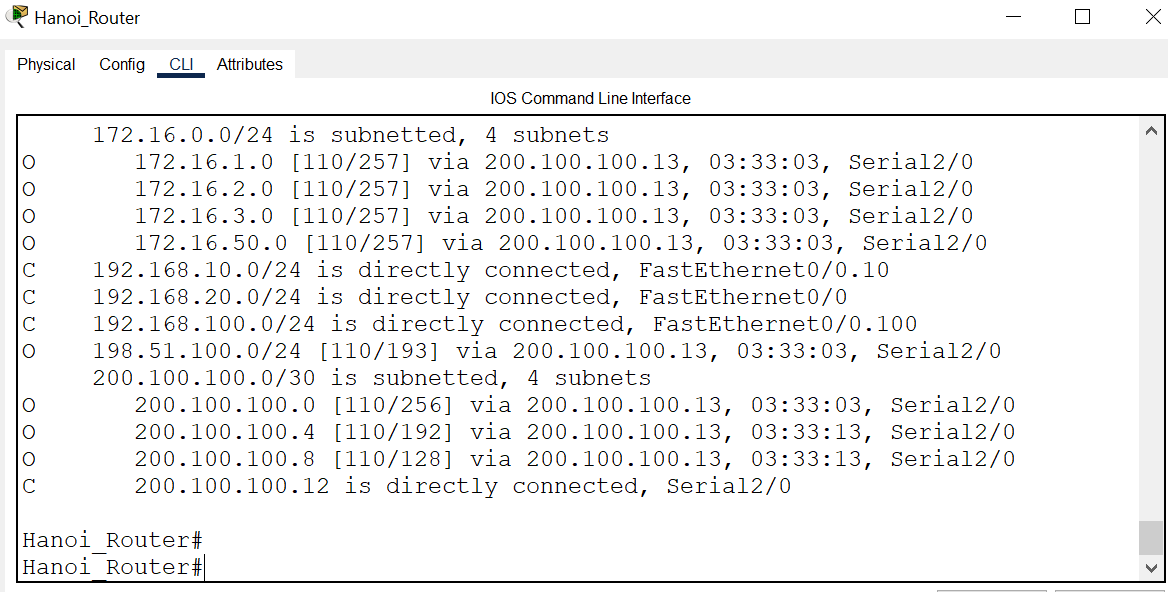 Hanoi_Router
Physical Config CLI Attributes
IOS Command Line Interface
172.16.0.0/24 is subnetted, 4 subnets
O 172.16.1.0 [110/257] via 200.100.100.13, 03:33:03, Serial2/0
O 172.16.2.0 [110/257] via 200.100.100.13, 03:33:03, Serial2/0
O 172.16.3.0 [110/257] via 200.100.100.13, 03:33:03, Serial2/0
O 172.16.50.0 [110/257] via 200.100.100.13, 03:33:03, Serial2/0
C 192.168.10.0/24 is directly connected, FastEthernet0/0.10
C 192.168.20.0/24 is directly connected, FastEthernet0/0
C 192.168.100.0/24 is directly connected, FastEthernet0/0.100
O 198.51.100.0/24 [110/193] via 200.100.100.13, 03:33:03, Serial2/0
200.100.100.0/30 is subnetted, 4 subnets
O 200.100.100.0 [110/256] via 200.100.100.13, 03:33:03, Serial2/0
O 200.100.100.4 [110/192] via 200.100.100.13, 03:33:13, Serial2/0
O 200.100.100.8 [110/128] via 200.100.100.13, 03:33:13, Serial2/0
C 200.100.100.12 is directly connected, Serial2/0
Hanoi_Router#
Hanoi_Router#